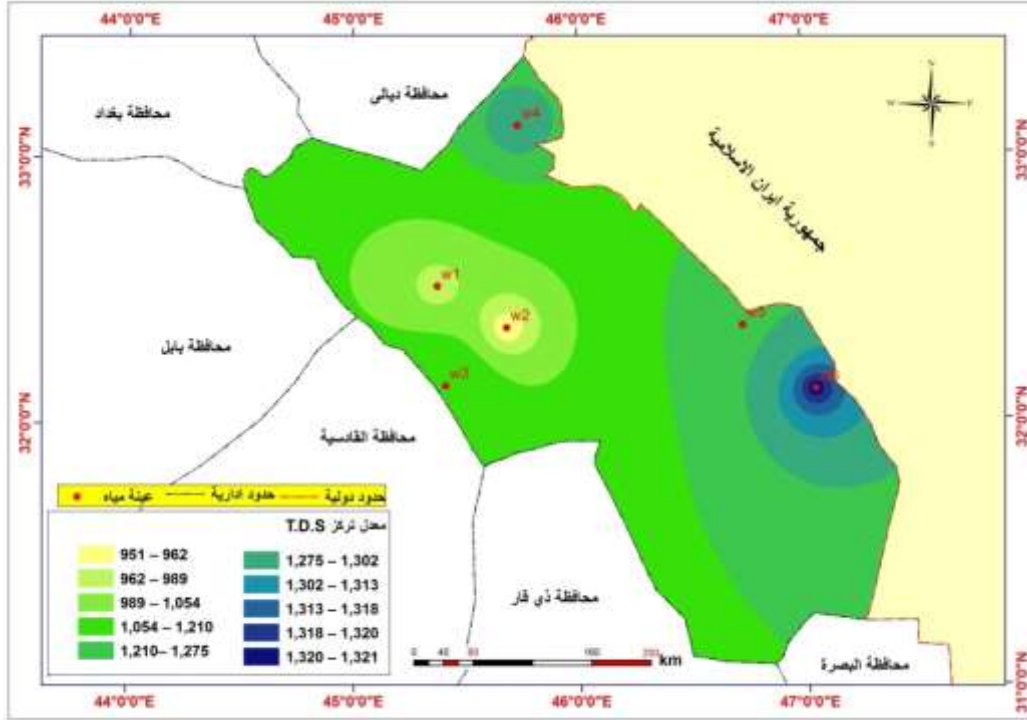 44°0'0"E 45°0'0"E 46°0'0"E 47°0'0"E
33°0'0"N
32°0'0"N
31°0'0"N
N
محافظة ديالى
محافظة بغداد
w4
جمهورية ايران الاسلامية
w1
w2
w5
محافظة بابل
w3
محافظة القادسية
حدود دولية
حدود ادارية
عينة مياه
معدل تركز T.D.S
951 – 962
962 – 989
989 – 1,054
1,054 – 1,210
1,210– 1,275
1,275 – 1,302
1,302 – 1,313
1,313 – 1,318
1,318 – 1,320
1,320 – 1,321
محافظة ذي قار
km
محافظة البصرة
33°0'0"N
32°0'0"N
31°0'0"N
44°0'0"E 45°0'0"E 46°0'0"E 47°0'0"E